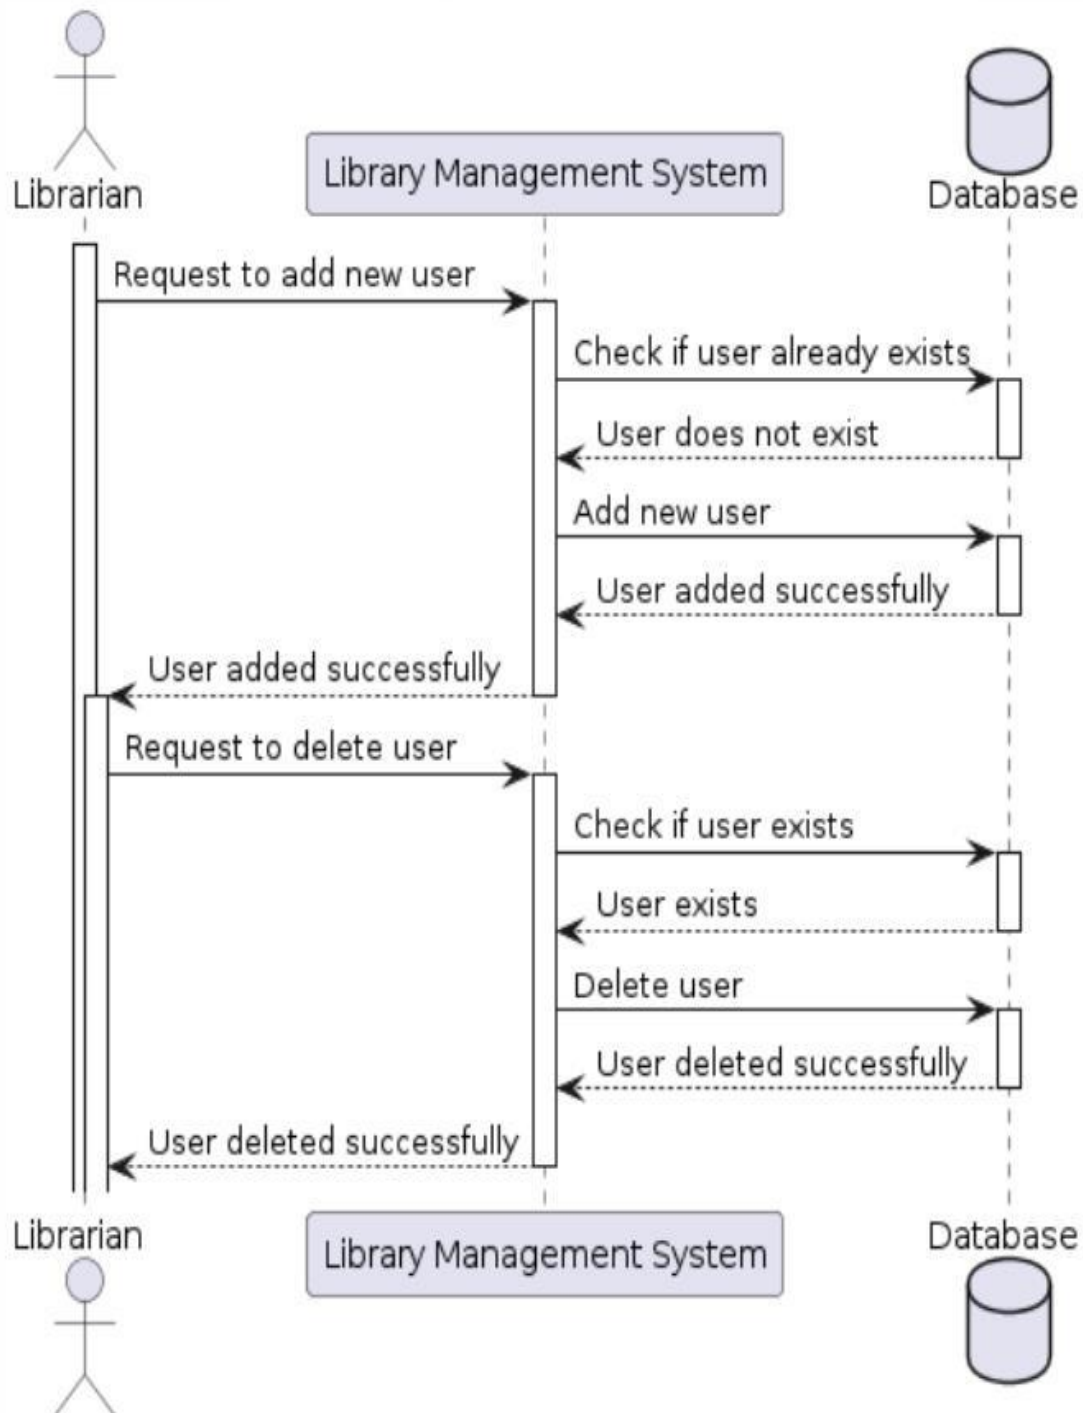 Librarian
Library Management System
Database
Request to add new user
Check if user already exists
User does not exist
Add new user
User added successfully
User added successfully
Request to delete user
Check if user exists
User exists
Delete user
User deleted successfully
User deleted successfully
Librarian
Library Management System
Database